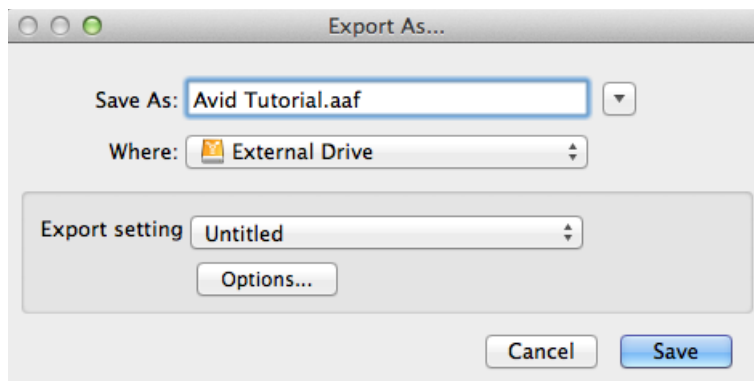 Export As...
Save As: Avid Tutorial.aaf
Where: External Drive
Export setting Untitled
Options...
Cancel Save